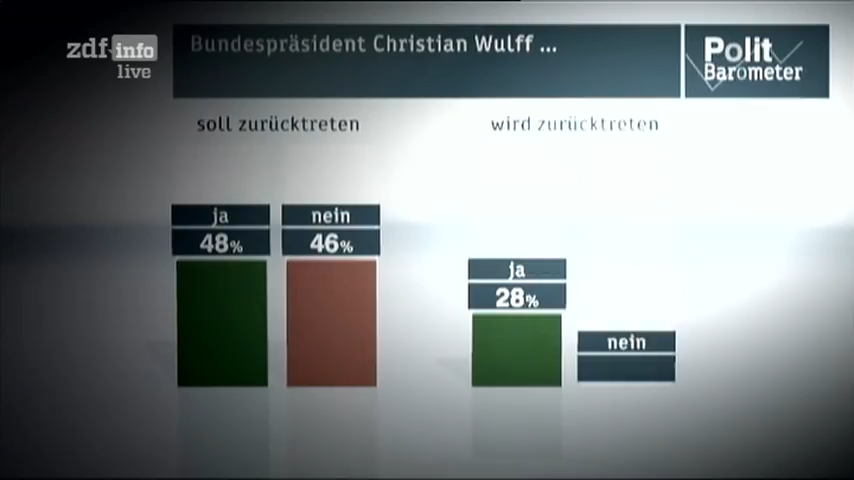 zdf info
live
Bundespräsident Christian Wulff ...
Polit
Barometer
soll zurücktreten
wird zurücktreten
ja
nein
48%
46%
ja
28%
nein